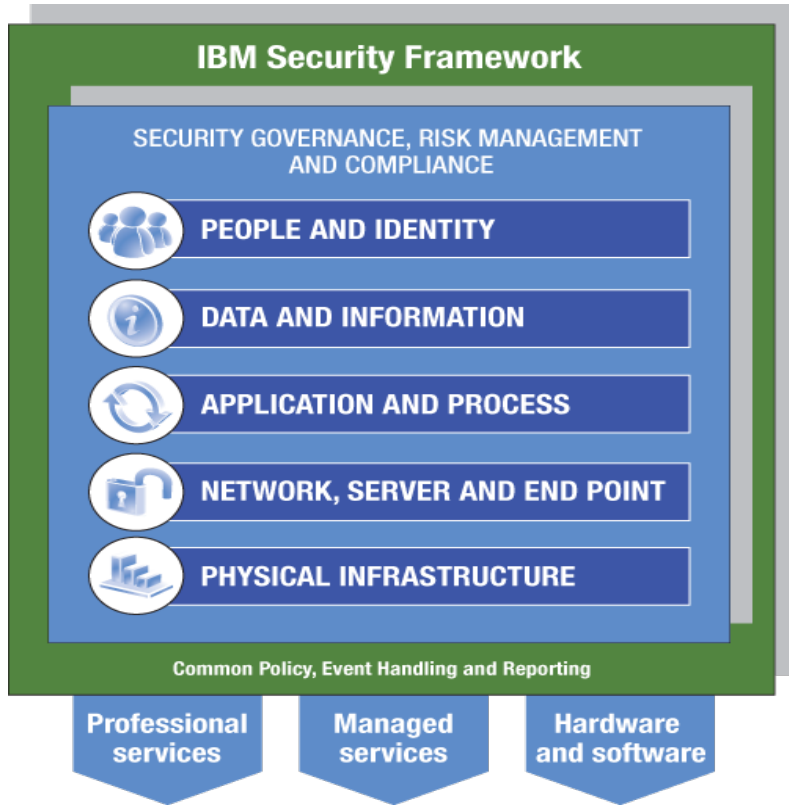 IBM Security Framework
SECURITY GOVERNANCE, RISK MANAGEMENT
AND COMPLIANCE
PEOPLE AND IDENTITY
i
DATA AND INFORMATION
APPLICATION AND PROCESS
NETWORK, SERVER AND END POINT
PHYSICAL INFRASTRUCTURE
Common Policy, Event Handling and Reporting
Professional
services
Managed
services
Hardware
and software